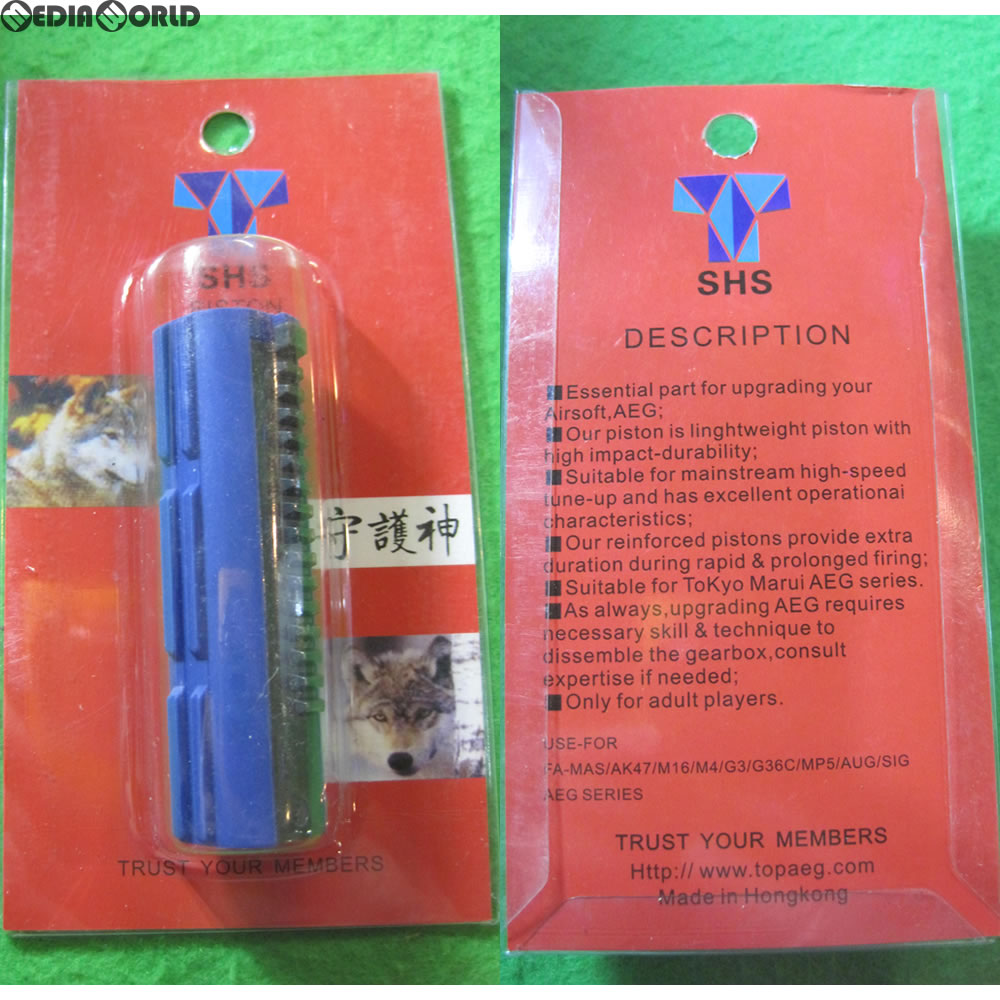 MEDIAWORLD
SHS
PISTON
守護神
TRUST YOUR MEMBERS
SHS
DESCRIPTION
■Essential part for upgrading your
Airsoft,AEG;
■Our piston is linghtweight piston with
high impact-durability;
■Suitable for mainstream high-speed
tune-up and has excellent operationai
characteristics;
■Our reinforced pistons provide extra
duration during rapid & prolonged firing;
■Suitable for ToKyo Marui AEG series.
■As always,upgrading AEG requires
necessary skill & technique to
dissemble the gearbox,consult
expertise if needed;
■Only for adult players.
USE-FOR
FA-MAS/AK47/M16/M4/G3/G36C/MP5/AUG/SIG
AEG SERIES
TRUST YOUR MEMBERS
Http:// www.topaeg.com
Made in Hongkong